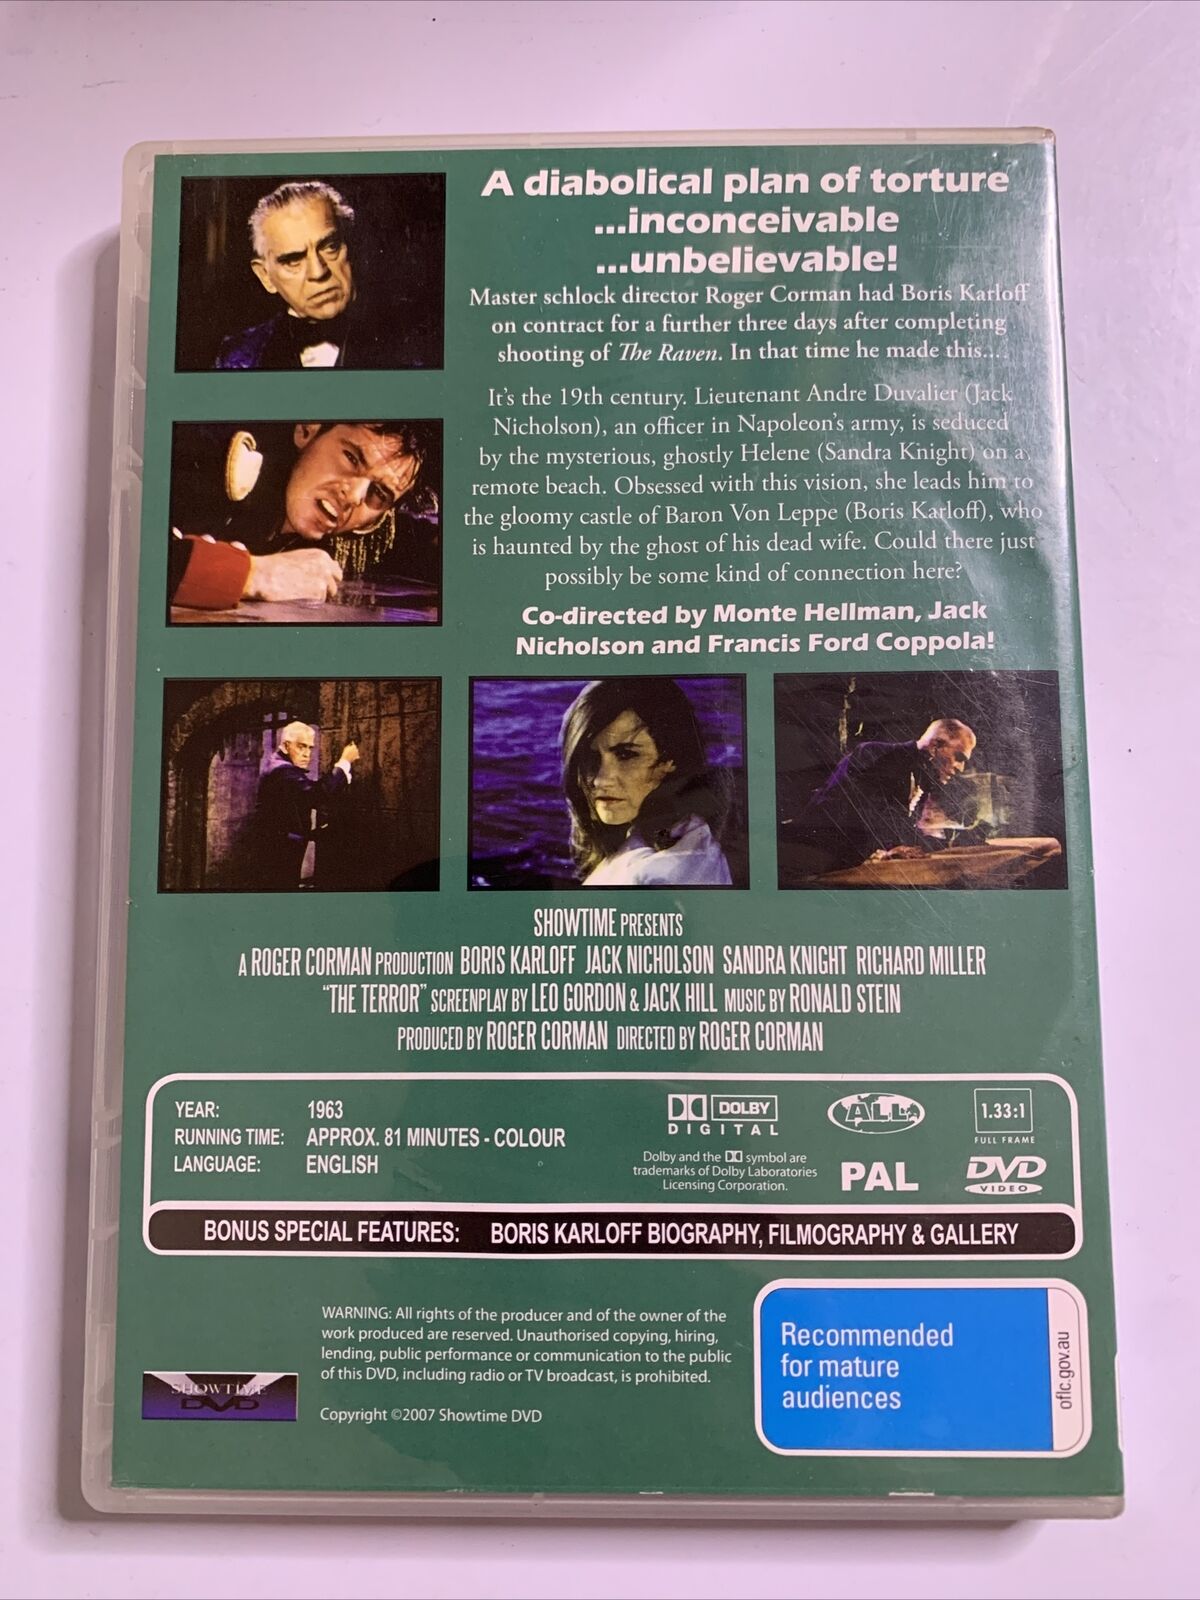 A diabolical plan of torture
...inconceivable
...unbelievable!
Master schlock director Roger Corman had Boris Karloff
on contract for a further three days after completing
shooting of The Raven. In that time he made this....
It's the 19th century. Lieutenant Andre Duvalier (Jack
Nicholson), an officer in Napoleon's army, is seduced
by the mysterious, ghostly Helene (Sandra Knight) on a
remote beach. Obsessed with this vision, she leads him to
the gloomy castle of Baron Von Leppe (Boris Karloff), who
is haunted by the ghost of his dead wife. Could there just
possibly be some kind of connection here?
Co-directed by Monte Hellman, Jack
Nicholson and Francis Ford Coppola!
SHOWTIME PRESENTS
A ROGER CORMAN PRODUCTION BORIS KARLOFF JACK NICHOLSON SANDRA KNIGHT RICHARD MILLER
"THE TERROR" SCREENPLAY BY LEO GORDON & JACK HILL MUSIC BY RONALD STEIN
PRODUCED BY ROGER CORMAN DIRECTED BY ROGER CORMAN
YEAR: 1963
RUNNING TIME: APPROX. 81 MINUTES - COLOUR
LANGUAGE: ENGLISH
DOLBY
DIGITAL
Dolby and the symbol are
trademarks of Dolby Laboratories
Licensing Corporation.
ALL
PAL
1.33:1
FULL FRAME
DVD
VIDEO
BONUS SPECIAL FEATURES: BORIS KARLOFF BIOGRAPHY, FILMOGRAPHY & GALLERY
WARNING: All rights of the producer and of the owner of the
work produced are reserved. Unauthorised copying, hiring,
lending, public performance or communication to the public
of this DVD, including radio or TV broadcast, is prohibited.
Copyright ©2007 Showtime DVD
SHOWTIME
DVD
Recommended
for mature
audiences
oflc.gov.au